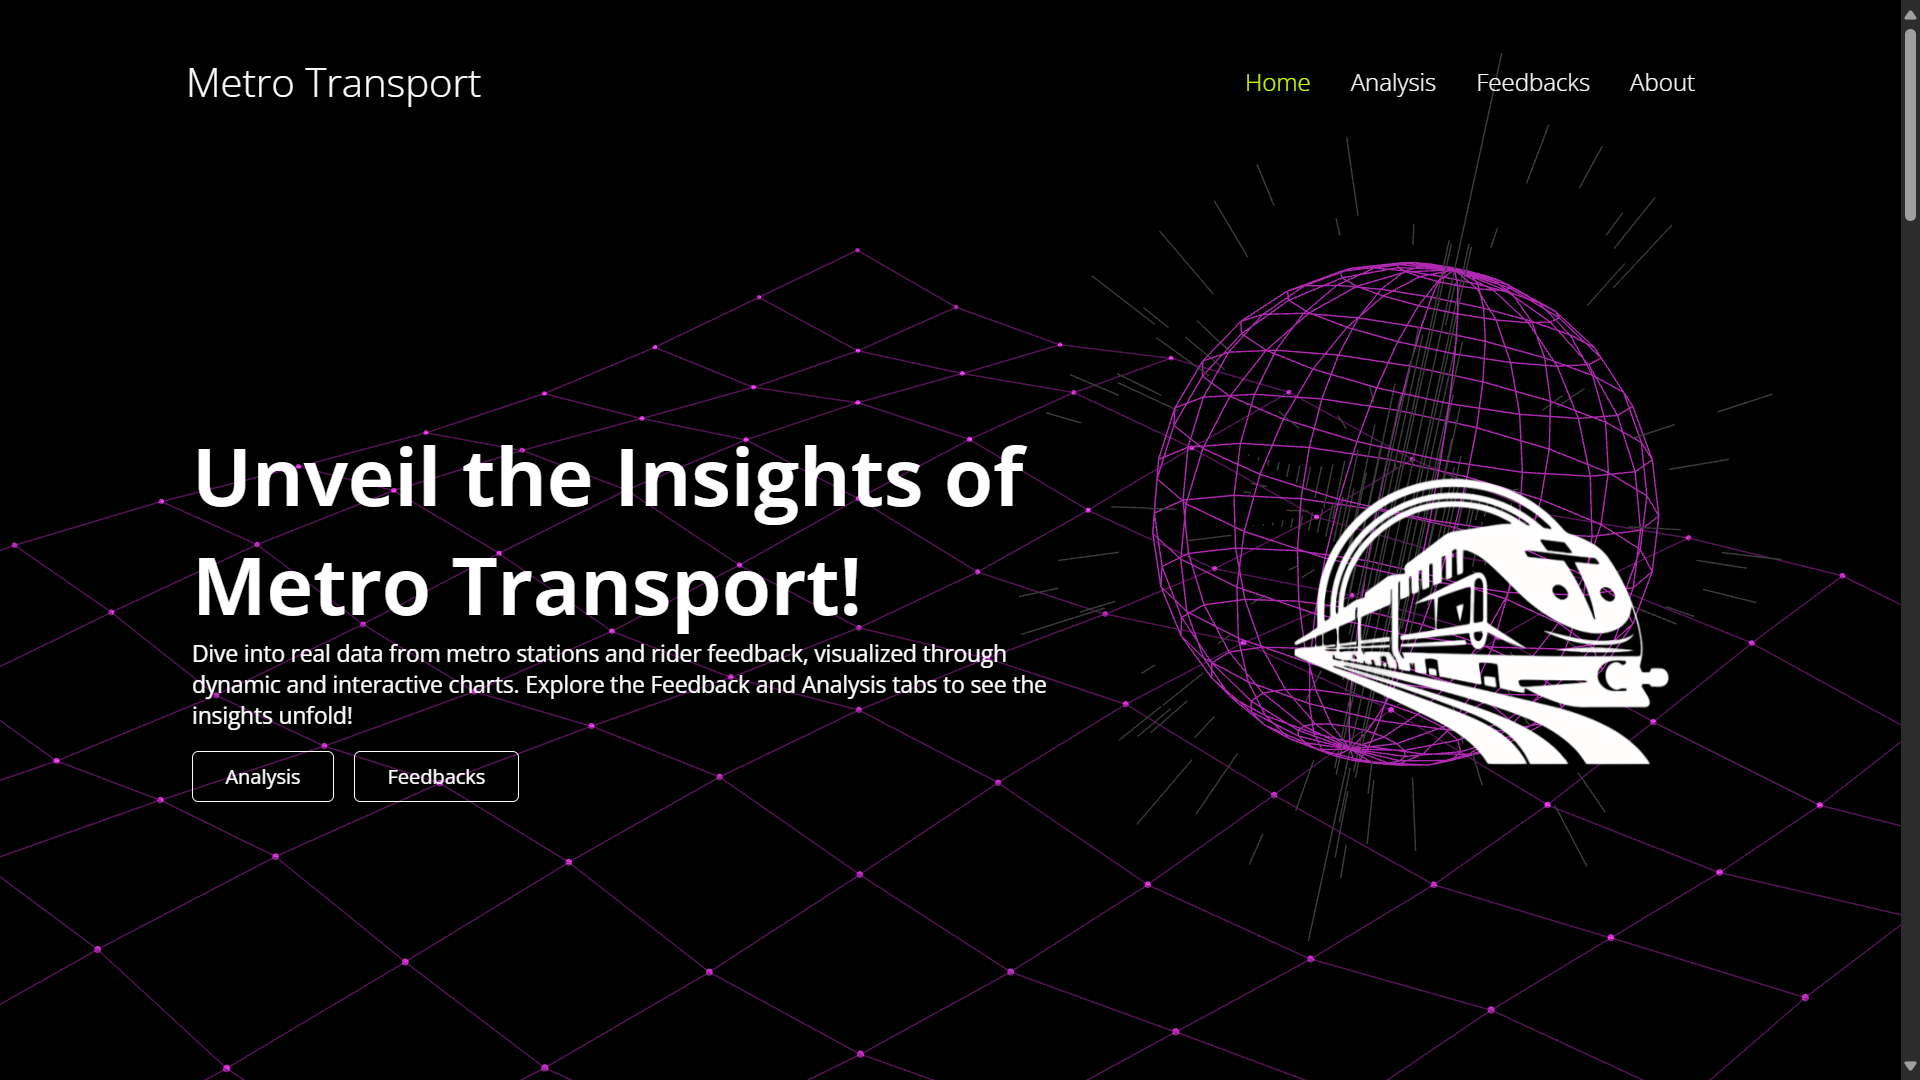 Metro Transport
Home
Analysis
Feedbacks
About
Unveil the Insights of
Metro Transport!
Dive into real data from metro stations and rider feedback, visualized through
dynamic and interactive charts. Explore the Feedback and Analysis tabs to see the
insights unfold!
Analysis
Feedbacks